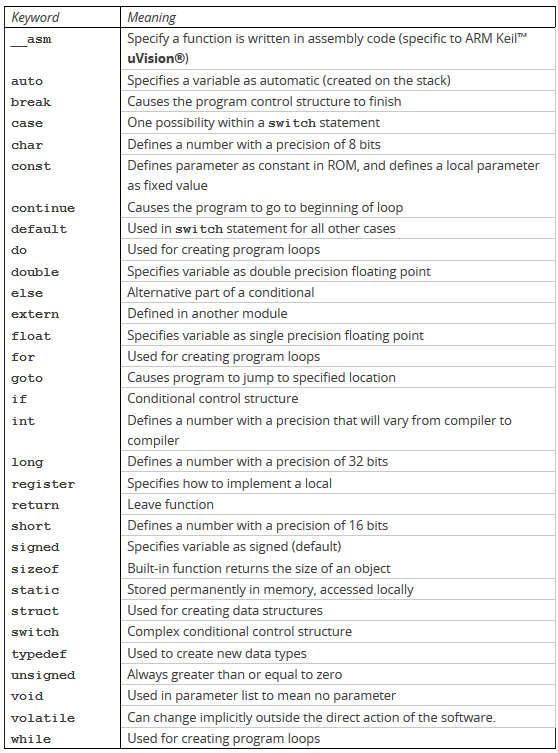 Keyword Meaning
__asm Specify a function is written in assembly code (specific to ARM Keil™
uVision®)
auto Specifies a variable as automatic (created on the stack)
break Causes the program control structure to finish
case One possibility within a switch statement
char Defines a number with a precision of 8 bits
const Defines parameter as constant in ROM, and defines a local parameter
as fixed value
continue Causes the program to go to beginning of loop
default Used in switch statement for all other cases
do Used for creating program loops
double Specifies variable as double precision floating point
else Alternative part of a conditional
extern Defined in another module
float Specifies variable as single precision floating point
for Used for creating program loops
goto Causes program to jump to specified location
if Conditional control structure
int Defines a number with a precision that will vary from compiler to
compiler
long Defines a number with a precision of 32 bits
register Specifies how to implement a local
return Leave function
short Defines a number with a precision of 16 bits
signed Specifies variable as signed (default)
sizeof Built-in function returns the size of an object
static Stored permanently in memory, accessed locally
struct Used for creating data structures
switch Complex conditional control structure
typedef Used to create new data types
unsigned Always greater than or equal to zero
void Used in parameter list to mean no parameter
volatile Can change implicitly outside the direct action of the software.
while Used for creating program loops